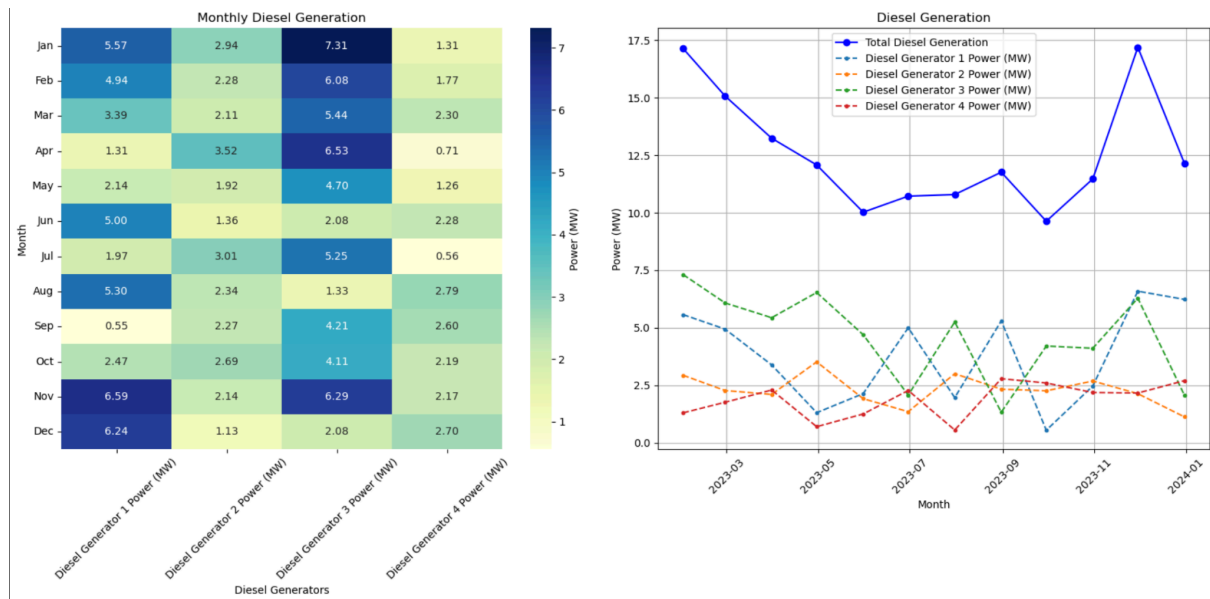 Monthly Diesel Generation
Jan 5.57 2.94 7.31 1.31
Feb 4.94 2.28 6.08 1.77
Mar 3.39 2.11 5.44 2.30
Apr 1.31 3.52 6.53 0.71
May 2.14 1.92 4.70 1.26
Jun 5.00 1.36 2.08 2.28
Jul 1.97 3.01 5.25 0.56
Aug 5.30 2.34 1.33 2.79
Sep 0.55 2.27 4.21 2.60
Oct 2.47 2.69 4.11 2.19
Nov 6.59 2.14 6.29 2.17
Dec 6.24 1.13 2.08 2.70
Month
Diesel Generator 1 Power (MW)
Diesel Generator 2 Power (MW)
Diesel Generator 3 Power (MW)
Diesel Generator 4 Power (MW)
Diesel Generators
7
6
5
4
3
2
1
Power (MW)
Diesel Generation
Total Diesel Generation
Diesel Generator 1 Power (MW)
Diesel Generator 2 Power (MW)
Diesel Generator 3 Power (MW)
Diesel Generator 4 Power (MW)
17.5
15.0
12.5
10.0
7.5
5.0
2.5
0.0
Power (MW)
2023-03
2023-05
2023-07
2023-09
2023-11
2024-01
Month